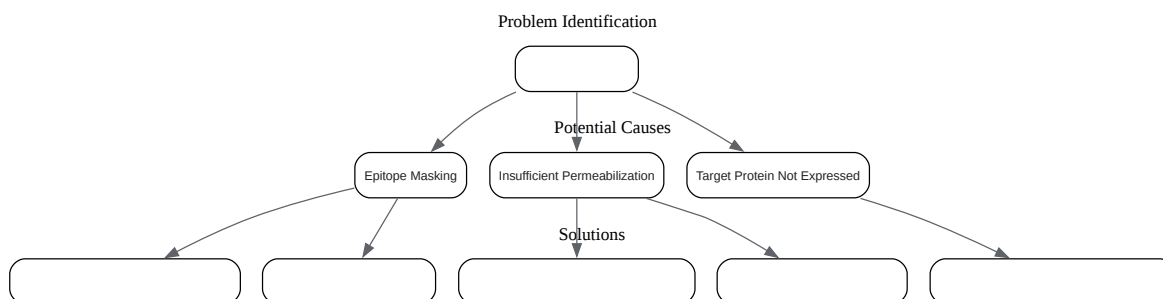 Problem Identification
Potential Causes
Epitope Masking
Insufficient Permeabilization
Target Protein Not Expressed
Solutions